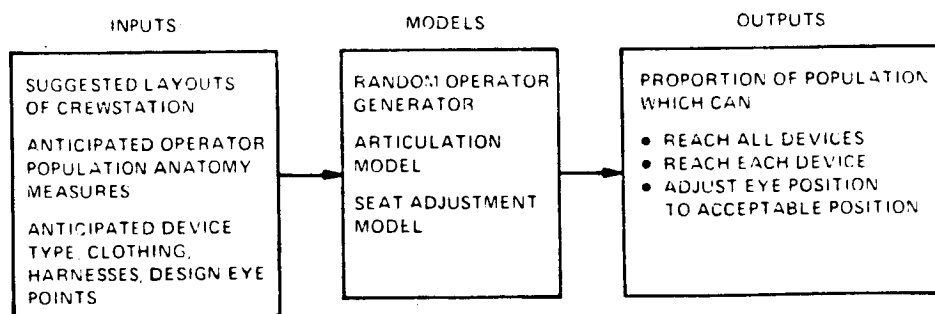 INPUTS
SUGGESTED LAYOUTS
OF CREWSTATION
ANTICIPATED OPERATOR
POPULATION ANATOMY
MEASURES
ANTICIPATED DEVICE
TYPE, CLOTHING,
HARNESSES, DESIGN EYE
POINTS
MODELS
RANDOM OPERATOR
GENERATOR
ARTICULATION
MODEL
SEAT ADJUSTMENT
MODEL
OUTPUTS
PROPORTION OF POPULATION
WHICH CAN
● REACH ALL DEVICES
● REACH EACH DEVICE
● ADJUST EYE POSITION
TO ACCEPTABLE POSITION